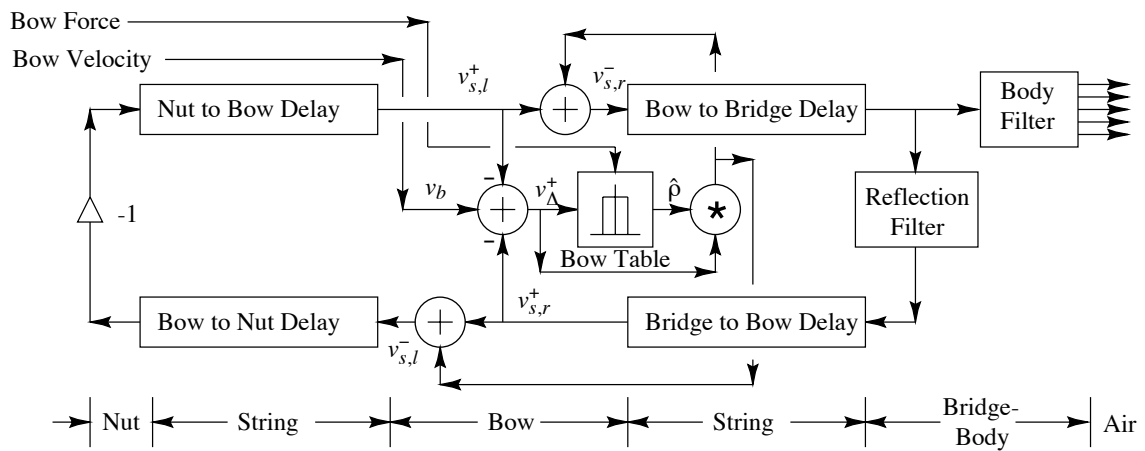 Bow Force
Bow Velocity
v⁺s,l
v⁻s,r
Nut to Bow Delay
+
Bow to Bridge Delay
Body
Filter
-1
-
v_b
+
-
v⁺Δ
ρ̂
*
Bow Table
Reflection
Filter
v⁺s,r
Bow to Nut Delay
+
v⁻s,l
Bridge to Bow Delay
Nut
String
Bow
String
Bridge-
Body
Air